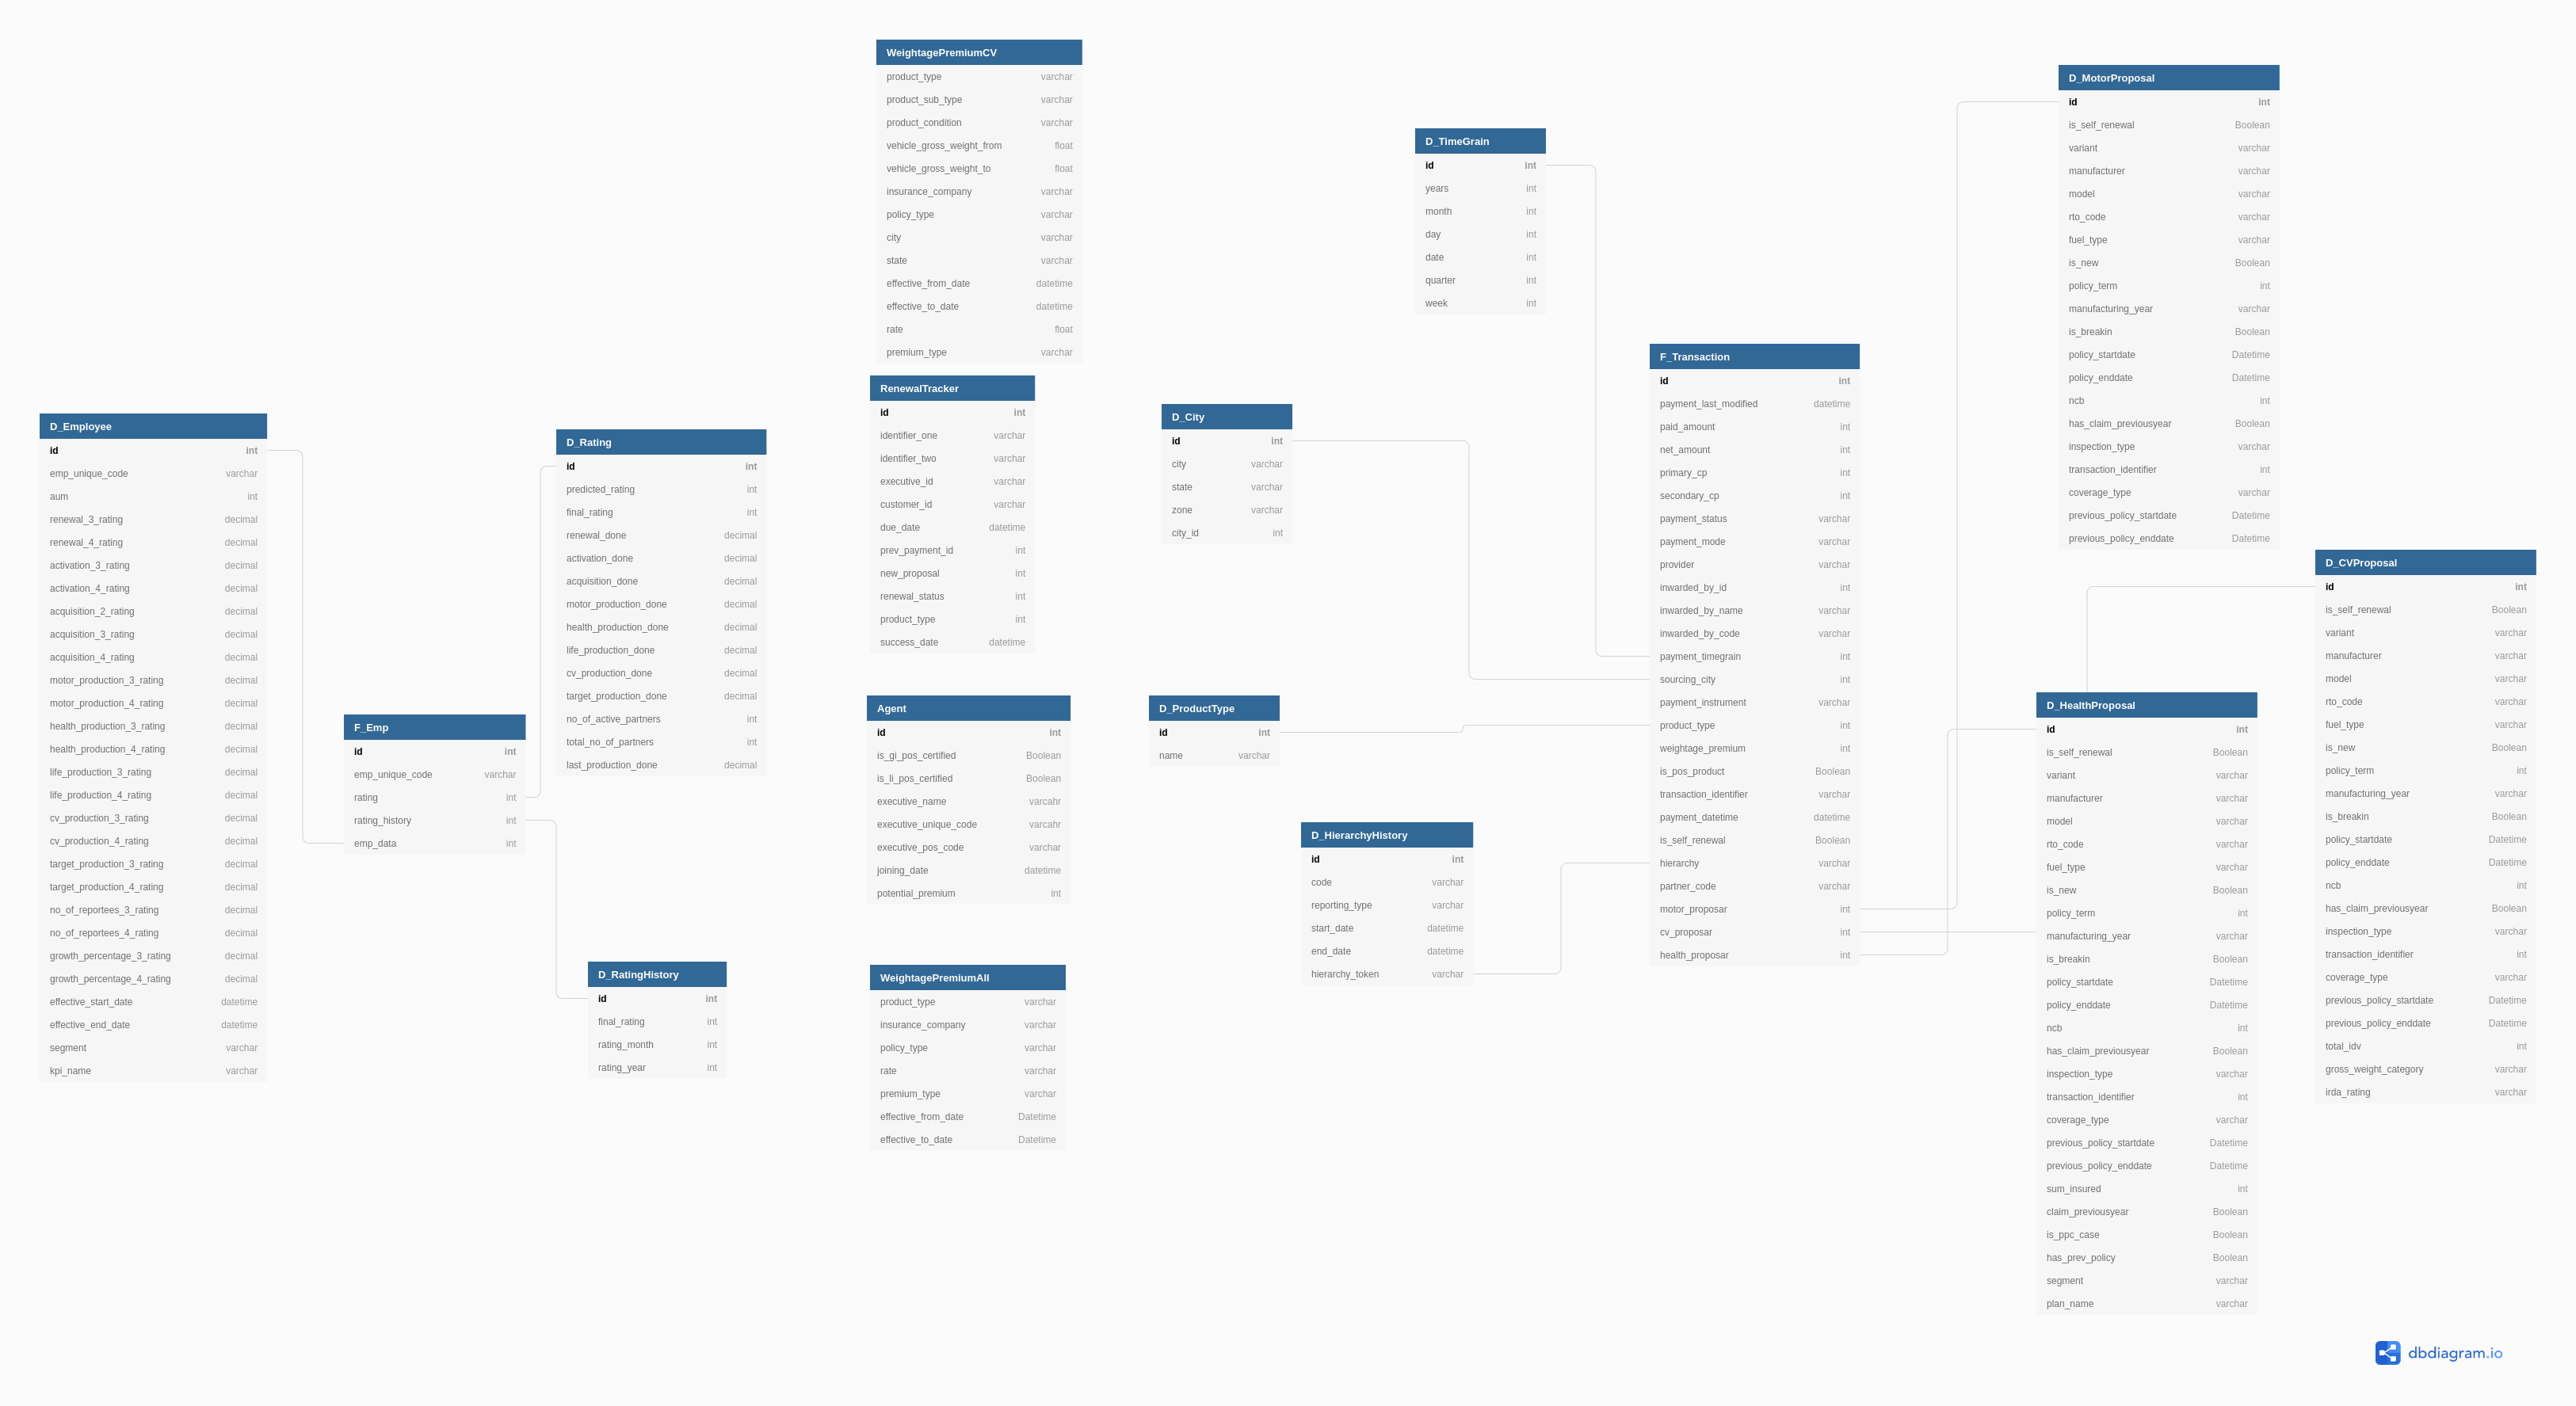 WeightagePremiumCV
product_type varchar
product_sub_type varchar
product_condition varchar
vehicle_gross_weight_from float
vehicle_gross_weight_to float
insurance_company varchar
policy_type varchar
city varchar
state varchar
effective_from_date datetime
effective_to_date datetime
rate float
premium_type varchar
D_MotorProposal
id int
is_self_renewal Boolean
variant varchar
manufacturer varchar
model varchar
rto_code varchar
fuel_type varchar
is_new Boolean
policy_term int
manufacturing_year varchar
is_breakin Boolean
policy_startdate Datetime
policy_enddate Datetime
ncb int
has_claim_previousyear Boolean
inspection_type varchar
transaction_identifier int
coverage_type varchar
previous_policy_startdate Datetime
previous_policy_enddate Datetime
D_TimeGrain
id int
years int
month int
day int
date int
quarter int
week int
F_Transaction
id int
payment_last_modified datetime
paid_amount int
net_amount int
primary_cp int
secondary_cp int
payment_status varchar
payment_mode varchar
provider varchar
inwarded_by_id int
inwarded_by_name varchar
inwarded_by_code varchar
payment_timegrain int
sourcing_city int
payment_instrument varchar
product_type int
weightage_premium int
is_pos_product Boolean
transaction_identifier varchar
payment_datetime datetime
is_self_renewal Boolean
hierarchy varchar
partner_code varchar
motor_proposar int
cv_proposar int
health_proposar int
RenewalTracker
id int
identifier_one varchar
identifier_two varchar
executive_id varchar
customer_id varchar
due_date datetime
prev_payment_id int
new_proposal int
renewal_status int
product_type int
success_date datetime
D_City
id int
city varchar
state varchar
zone varchar
city_id int
D_Employee
id int
emp_unique_code varchar
aum int
renewal_3_rating decimal
renewal_4_rating decimal
activation_3_rating decimal
activation_4_rating decimal
acquisition_2_rating decimal
acquisition_3_rating decimal
acquisition_4_rating decimal
motor_production_3_rating decimal
motor_production_4_rating decimal
health_production_3_rating decimal
health_production_4_rating decimal
life_production_3_rating decimal
life_production_4_rating decimal
cv_production_3_rating decimal
cv_production_4_rating decimal
target_production_3_rating decimal
target_production_4_rating decimal
no_of_reportees_3_rating decimal
no_of_reportees_4_rating decimal
growth_percentage_3_rating decimal
growth_percentage_4_rating decimal
effective_start_date datetime
effective_end_date datetime
segment varchar
kpi_name varchar
D_Rating
id int
predicted_rating int
final_rating int
renewal_done decimal
activation_done decimal
acquisition_done decimal
motor_production_done decimal
health_production_done decimal
life_production_done decimal
cv_production_done decimal
target_production_done decimal
no_of_active_partners int
total_no_of_partners int
last_production_done decimal
D_CVProposal
id int
is_self_renewal Boolean
variant varchar
manufacturer varchar
model varchar
rto_code varchar
fuel_type varchar
is_new Boolean
policy_term int
manufacturing_year varchar
is_breakin Boolean
policy_startdate Datetime
policy_enddate Datetime
ncb int
has_claim_previousyear Boolean
inspection_type varchar
transaction_identifier int
coverage_type varchar
previous_policy_startdate Datetime
previous_policy_enddate Datetime
total_idv int
gross_weight_category varchar
irda_rating varchar
D_HealthProposal
id int
is_self_renewal Boolean
variant varchar
manufacturer varchar
model varchar
rto_code varchar
fuel_type varchar
is_new Boolean
policy_term int
manufacturing_year varchar
is_breakin Boolean
policy_startdate Datetime
policy_enddate Datetime
ncb int
has_claim_previousyear Boolean
inspection_type varchar
transaction_identifier int
coverage_type varchar
previous_policy_startdate Datetime
previous_policy_enddate Datetime
sum_insured int
claim_previousyear Boolean
is_ppc_case Boolean
has_prev_policy Boolean
segment varchar
plan_name varchar
Agent
id int
is_gi_pos_certified Boolean
is_li_pos_certified Boolean
executive_name varcahr
executive_unique_code varcahr
executive_pos_code varchar
joining_date datetime
potential_premium int
D_ProductType
id int
name varchar
F_Emp
id int
emp_unique_code varchar
rating int
rating_history int
emp_data int
D_HierarchyHistory
id int
code varchar
reporting_type varchar
start_date datetime
end_date datetime
hierarchy_token varchar
D_RatingHistory
id int
final_rating int
rating_month int
rating_year int
WeightagePremiumAll
product_type varchar
insurance_company varchar
policy_type varchar
rate varchar
premium_type varchar
effective_from_date Datetime
effective_to_date Datetime
dbdiagram.io